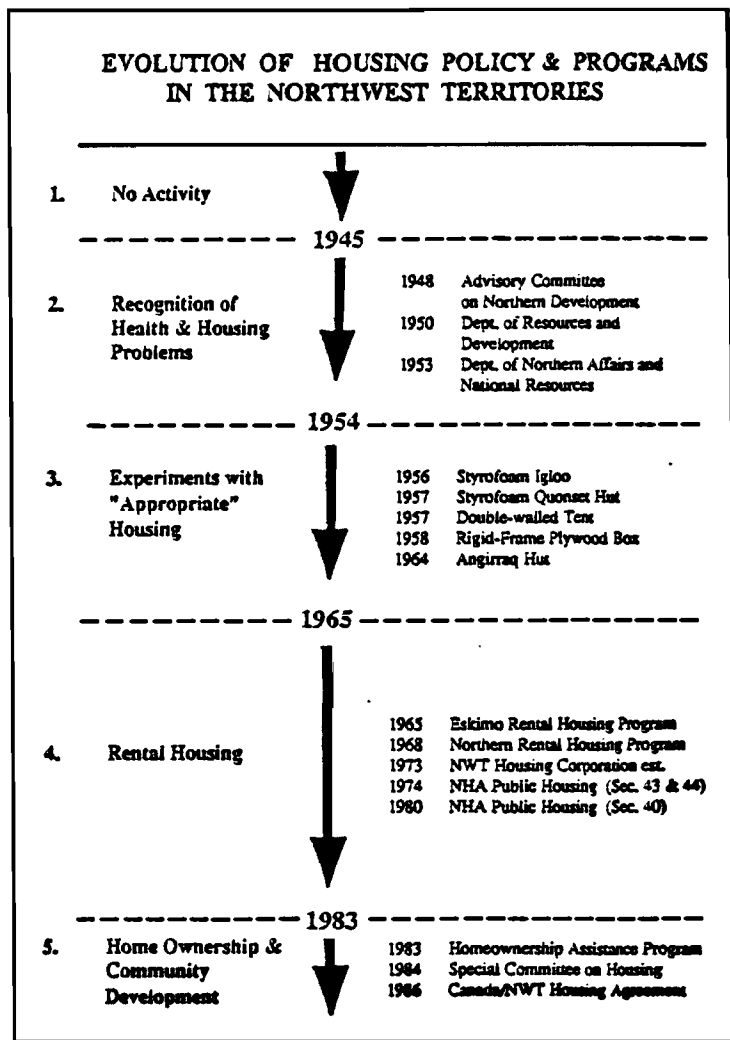 EVOLUTION OF HOUSING POLICY & PROGRAMS
IN THE NORTHWEST TERRITORIES
1. No Activity
1945
2. Recognition of
Health & Housing
Problems
1948 Advisory Committee
on Northern Development
1950 Dept. of Resources and
Development
1953 Dept. of Northern Affairs and
National Resources
1954
3. Experiments with
"Appropriate"
Housing
1956 Styrofoam Igloo
1957 Styrofoam Quonset Hut
1957 Double-walled Tent
1958 Rigid-Frame Plywood Box
1964 Angirraq Hut
1965
4. Rental Housing
1965 Eskimo Rental Housing Program
1968 Northern Rental Housing Program
1973 NWT Housing Corporation est.
1974 NHA Public Housing (Sec. 43 & 44)
1980 NHA Public Housing (Sec. 40)
1983
5. Home Ownership &
Community
Development
1983 Homeownership Assistance Program
1984 Special Committee on Housing
1986 Canada/NWT Housing Agreement